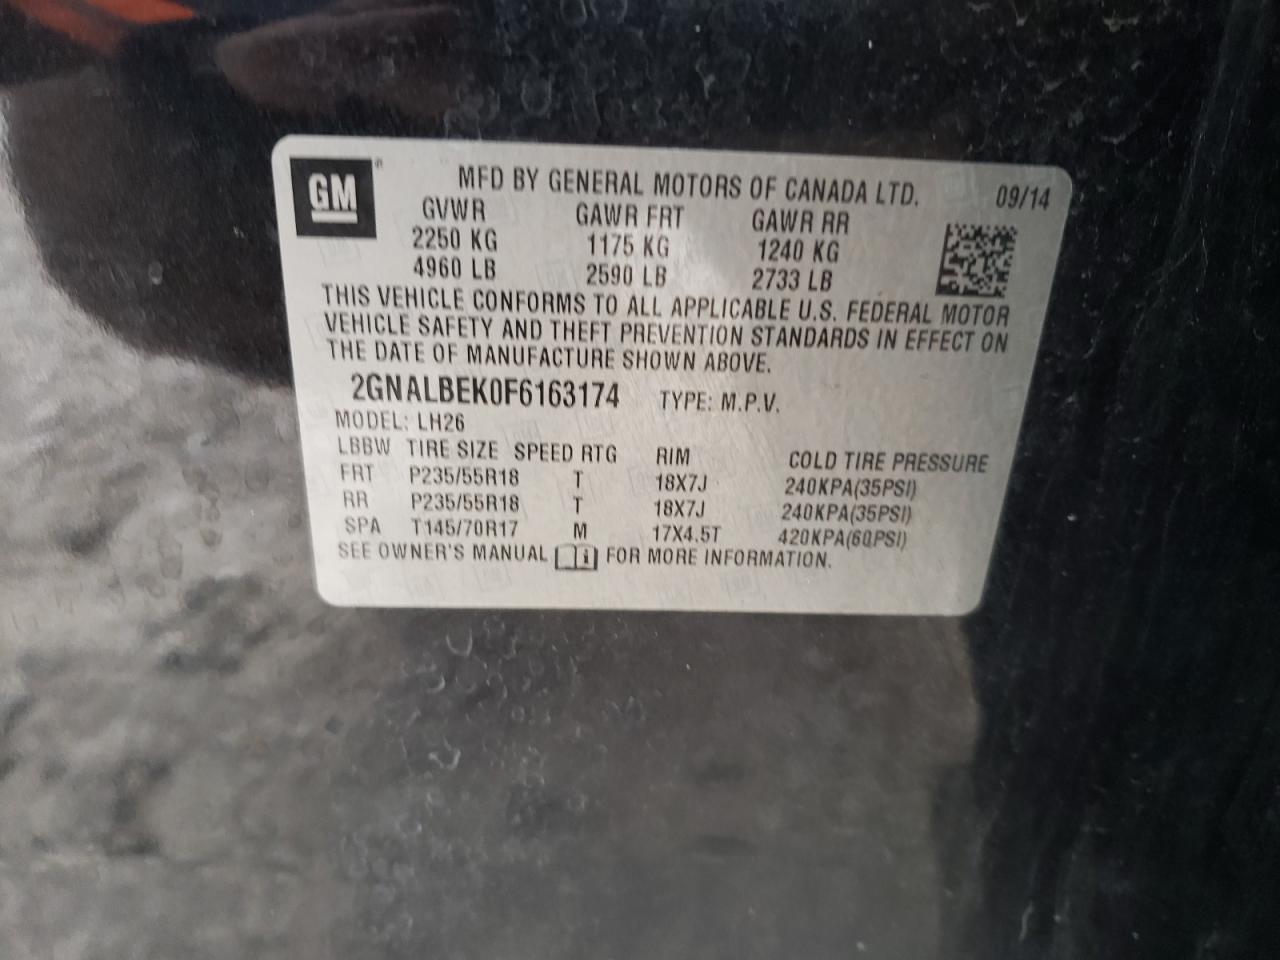 GM®
MFD BY GENERAL MOTORS OF CANADA LTD. 09/14
GVWR GAWR FRT GAWR RR
2250 KG 1175 KG 1240 KG
4960 LB 2590 LB 2733 LB
THIS VEHICLE CONFORMS TO ALL APPLICABLE U.S. FEDERAL MOTOR
VEHICLE SAFETY AND THEFT PREVENTION STANDARDS IN EFFECT ON
THE DATE OF MANUFACTURE SHOWN ABOVE.
2GNALBEK0F6163174 TYPE: M.P.V.
MODEL: LH26
LBBW TIRE SIZE SPEED RTG RIM COLD TIRE PRESSURE
FRT P235/55R18 T 18X7J 240KPA(35PSI)
RR P235/55R18 T 18X7J 240KPA(35PSI)
SPA T145/70R17 M 17X4.5T 420KPA(60PSI)
SEE OWNER'S MANUAL i FOR MORE INFORMATION.